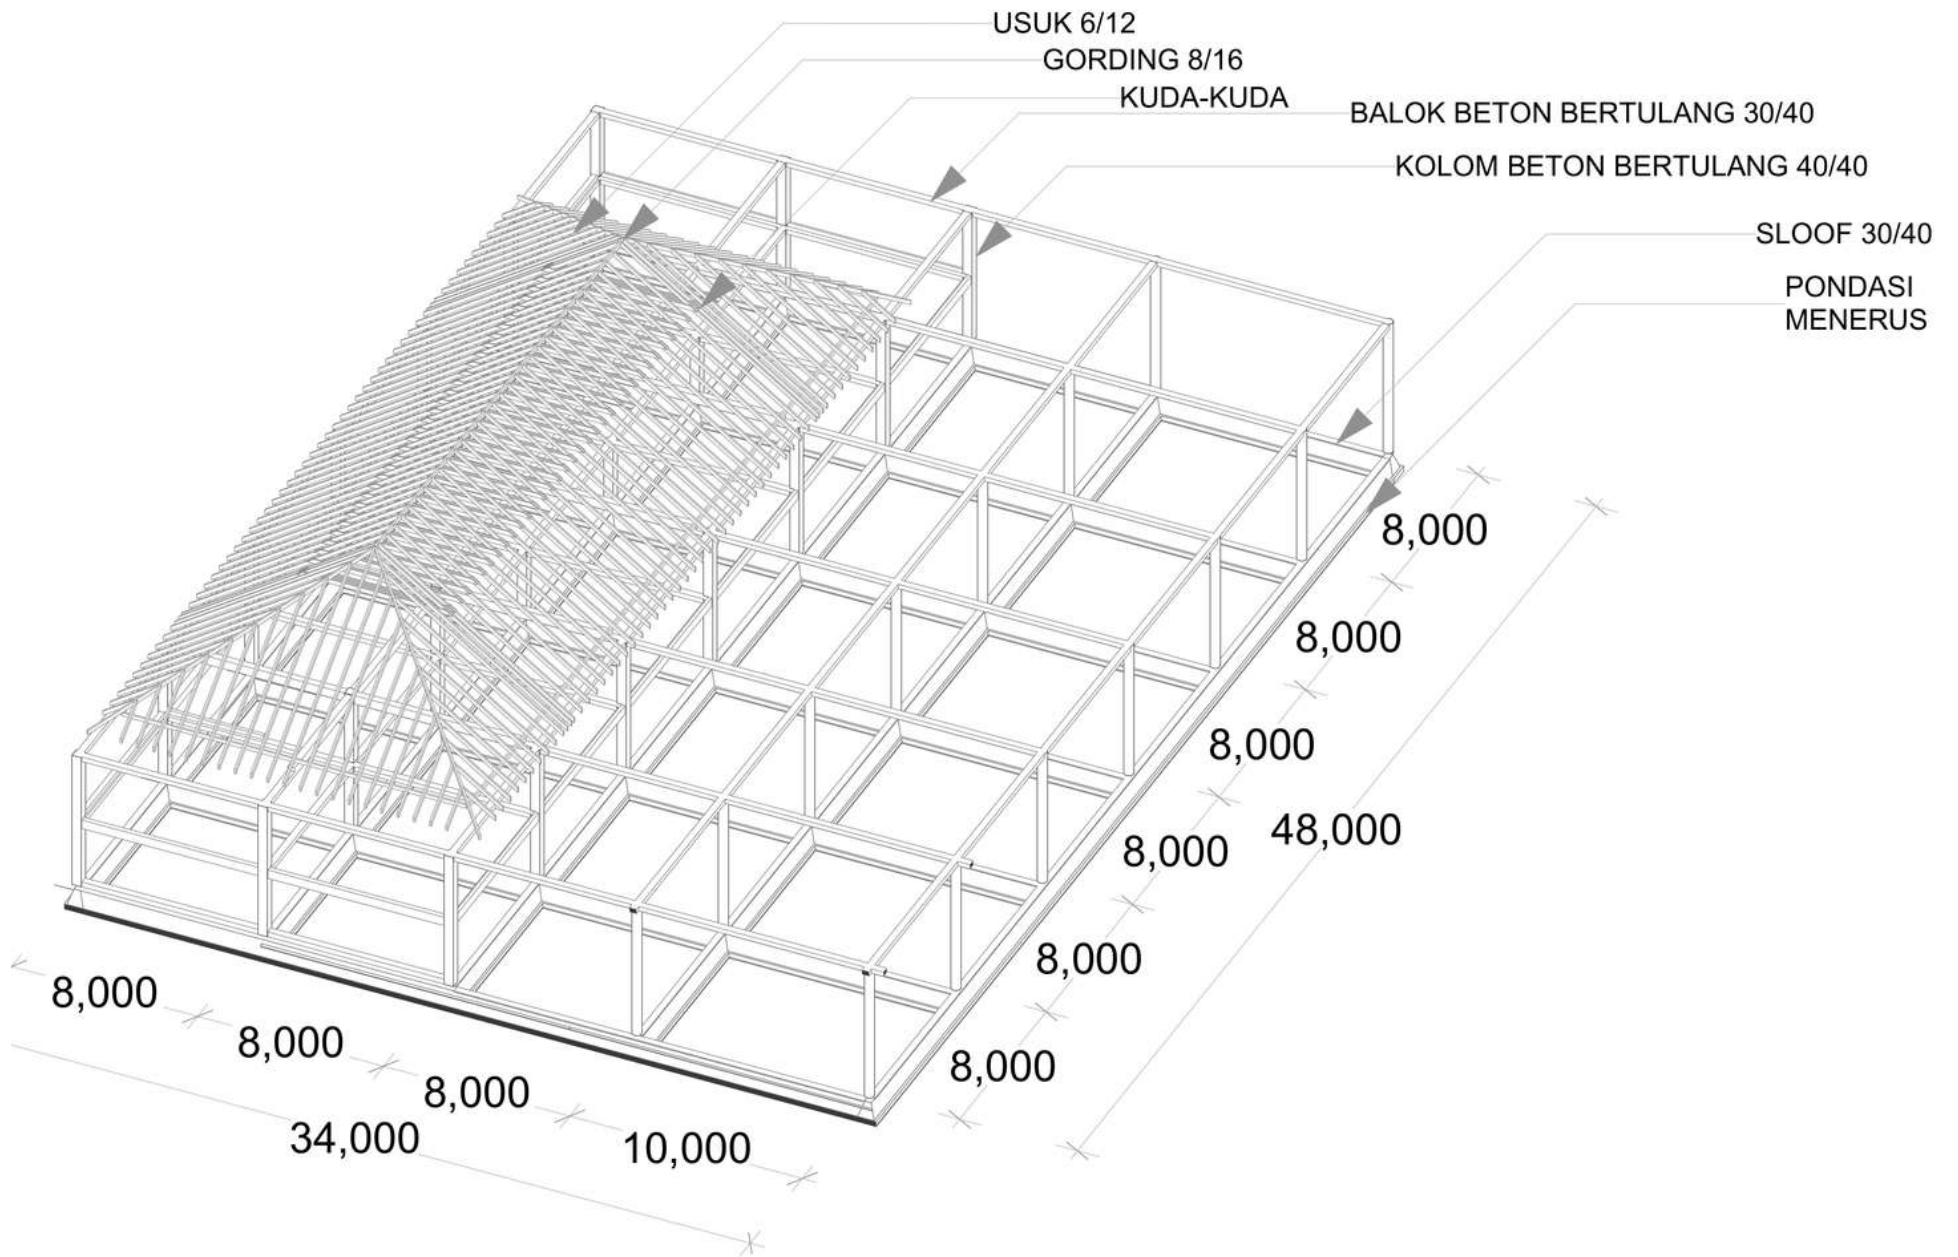 USUK 6/12
GORDING 8/16
KUDA-KUDA
BALOK BETON BERTULANG 30/40
KOLOM BETON BERTULANG 40/40
SLOOF 30/40
PONDASI
MENERUS
8,000
8,000
8,000
48,000
8,000
8,000
8,000
8,000
8,000
8,000
34,000
10,000